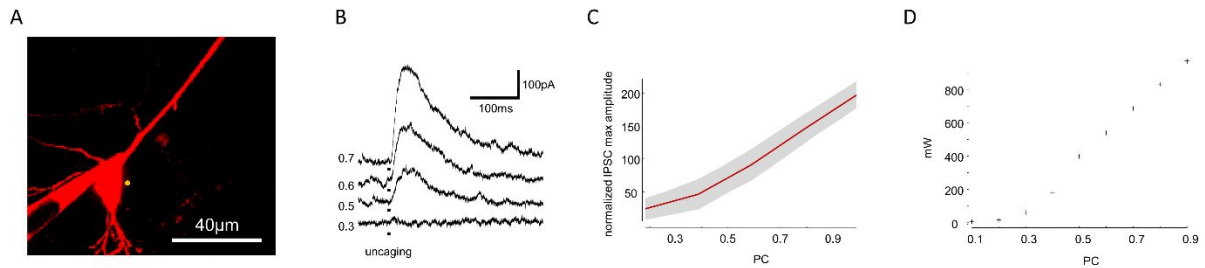 A
40µm
B
100pA
100ms
0.7
0.6
0.5
0.3
uncaging
C
normalized IPSC max amplitude
200
150
100
50
0.3 0.5 0.7 0.9
PC
D
mW
800
600
400
200
0
0.1 0.3 0.5 0.7 0.9
PC